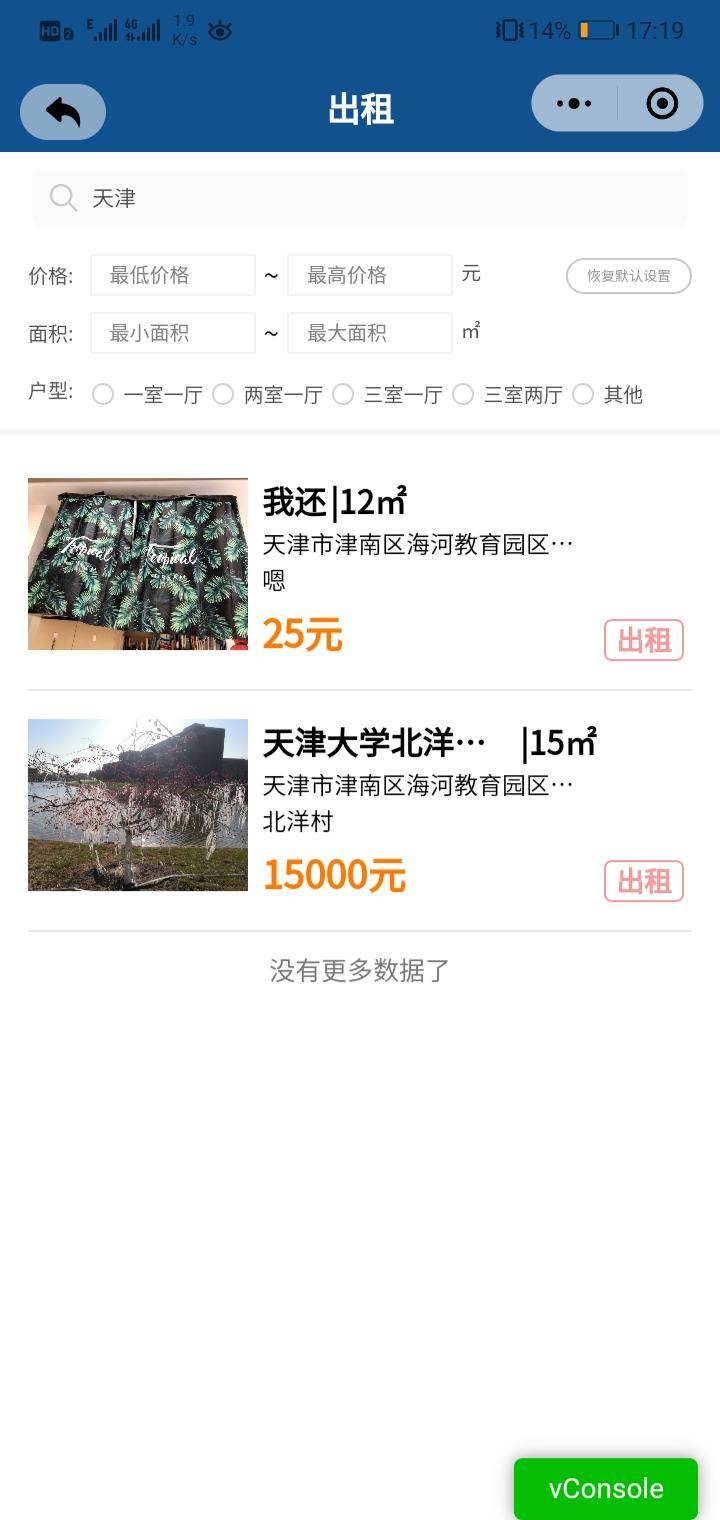 HD 2 E 4G 1.9 K/s 14% 17:19
出租
天津
价格: 最低价格 ~ 最高价格 元 恢复默认设置
面积: 最小面积 ~ 最大面积 ㎡
户型: 一室一厅 两室一厅 三室一厅 三室两厅 其他
Tropical Tropical
我还|12㎡
天津市津南区海河教育园区…
嗯
25元 出租
天津大学北洋… |15㎡
天津市津南区海河教育园区…
北洋村
15000元 出租
没有更多数据了
vConsole